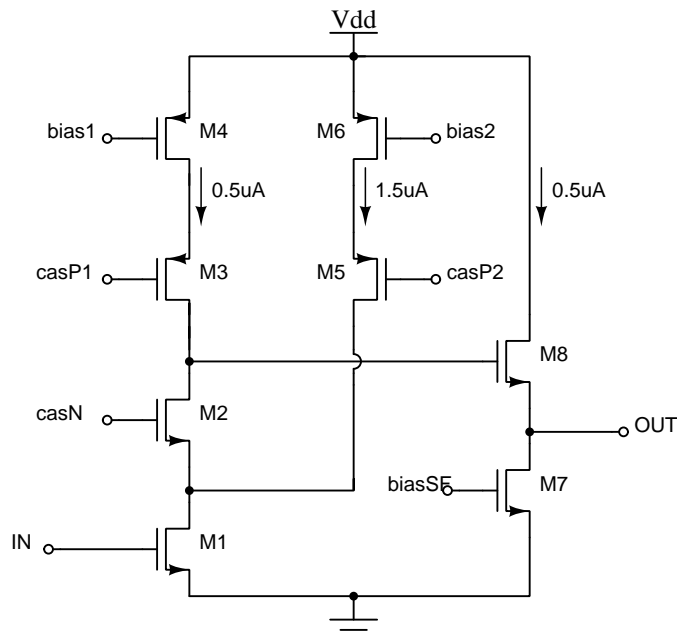 Vdd
bias1
M4
M6
bias2
0.5uA
1.5uA
0.5uA
casP1
M3
M5
casP2
M8
casN
M2
OUT
biasSF
M7
IN
M1